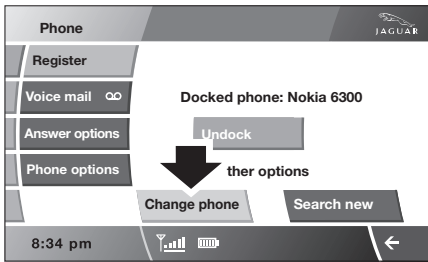 Phone
JAGUAR
Register
Voice mail
Docked phone: Nokia 6300
Answer options
Undock
Phone options
ther options
Change phone
Search new
8:34 pm